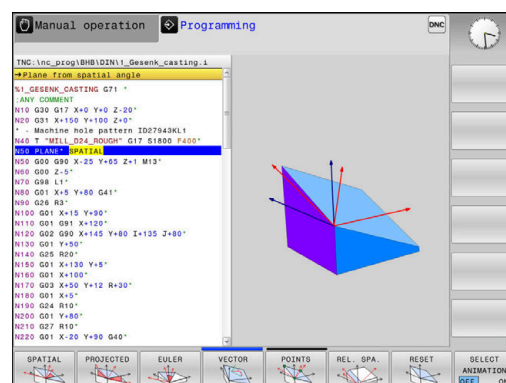 Manual operation
Programming
DNC
TNC:\nc_prog\BHB\DIN\1_Gesenk_casting.i
→Plane from spatial angle
%1_GESENK_CASTING G71 *
;ANY COMMENT
N10 G30 G17 X+0 Y+0 Z-20*
N20 G31 X+150 Y+100 Z+0*
* - Machine hole pattern ID27943KL1
N40 T "MILL_D24_ROUGH" G17 S1800 F400*
N50 PLANE* SPATIAL
N50 G00 G90 X-25 Y+65 Z+1 M13*
N60 G00 Z-5*
N70 G98 L1*
N80 G01 X+5 Y+80 G41*
N90 G26 R3*
N100 G01 X+15 Y+90*
N110 G01 G91 X+120*
N120 G02 G90 X+145 Y+80 I+135 J+80*
N130 G01 Y+50*
N140 G25 R20*
N150 G01 X+130 Y+5*
N160 G01 X+100*
N170 G03 X+50 Y+12 R+30*
N180 G01 X+5*
N190 G24 R10*
N200 G01 Y+80*
N210 G27 R10*
N220 G01 X-20 Y+90 G40*
SPATIAL
PROJECTED
EULER
VECTOR
POINTS
REL. SPA.
RESET
SELECT
ANIMATION
OFF